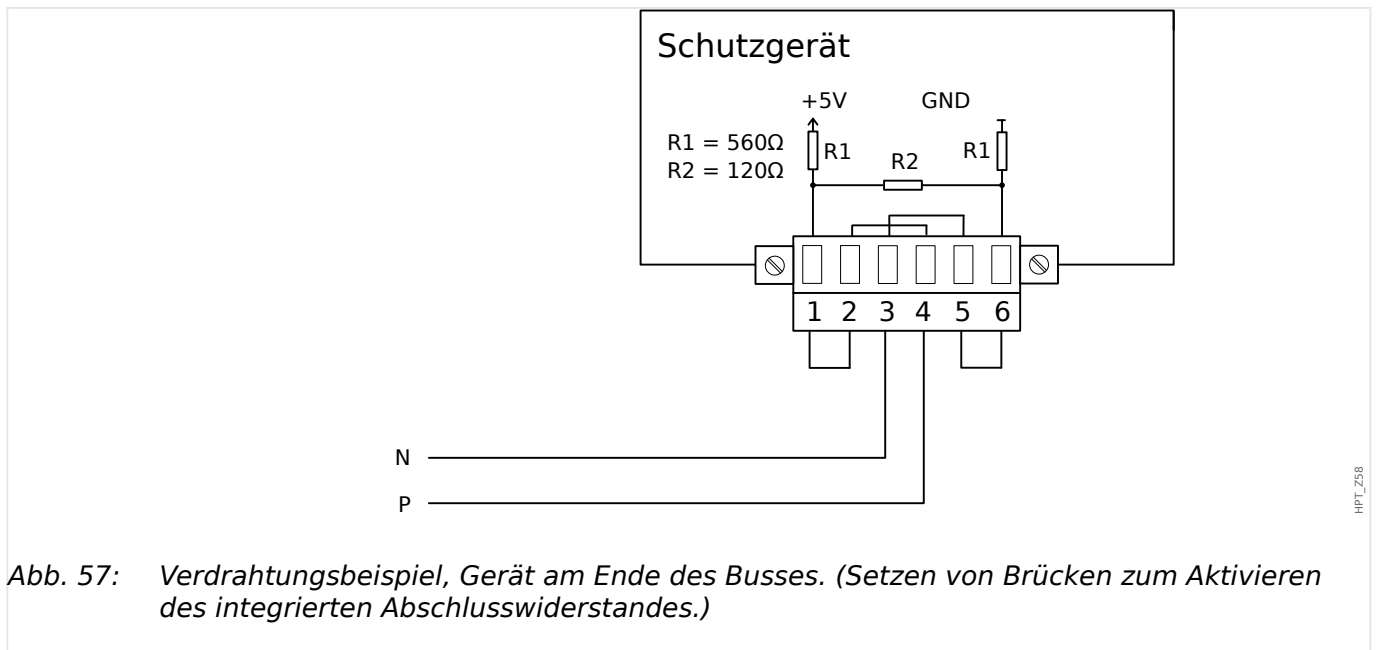 Schutzgerät
+5V GND
R1 = 560Ω
R2 = 120Ω
R1 R2 R1
1 2 3 4 5 6
N
P
HPT_Z58
Abb. 57: Verdrahtungsbeispiel, Gerät am Ende des Busses. (Setzen von Brücken zum Aktivieren
des integrierten Abschlusswiderstandes.)